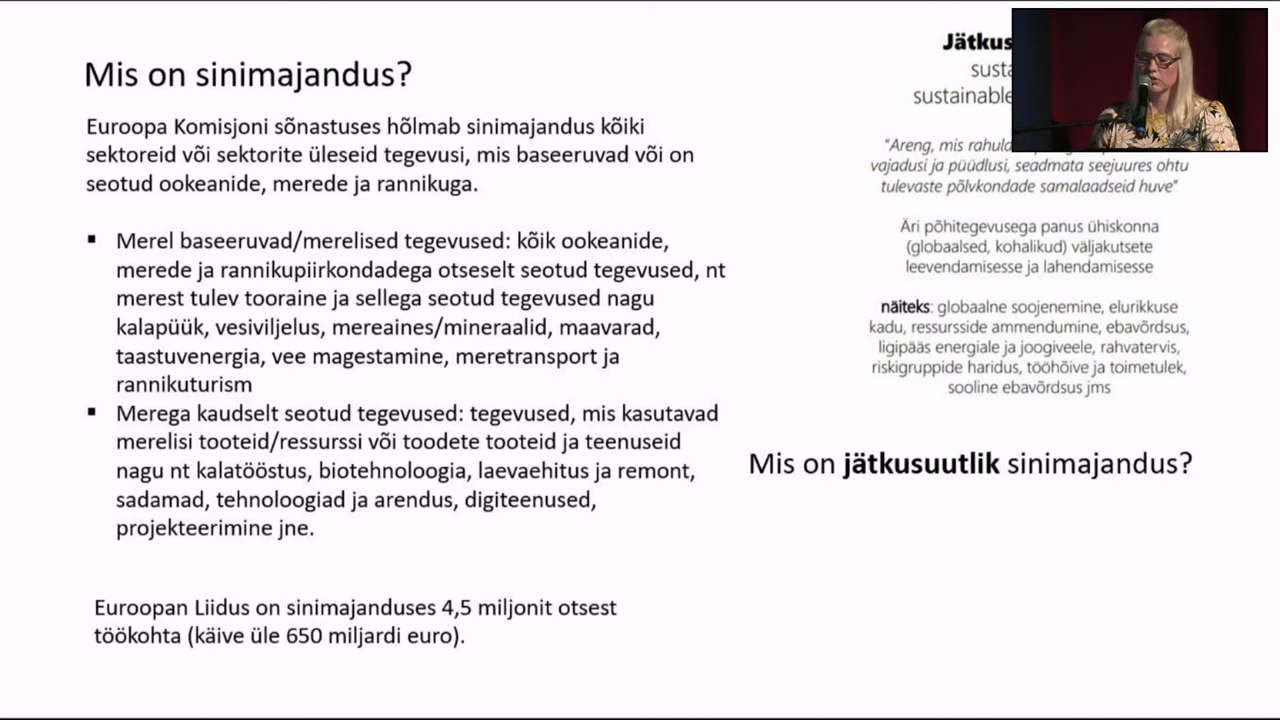 Mis on sinimajandus?
Euroopa Komisjoni sõnastuses hõlmab sinimajandus kõiki
sektoreid või sektorite üleseid tegevusi, mis baseeruvad või on
seotud ookeanide, merede ja rannikuga.
▪ Merel baseeruvad/merelised tegevused: kõik ookeanide,
merede ja rannikupiirkondadega otseselt seotud tegevused, nt
merest tulev tooraine ja sellega seotud tegevused nagu
kalapüük, vesiviljelus, mereaines/mineraalid, maavarad,
taastuvenergia, vee magestamine, meretransport ja
rannikuturism
▪ Merega kaudselt seotud tegevused: tegevused, mis kasutavad
merelisi tooteid/ressurssi või toodete tooteid ja teenuseid
nagu nt kalatööstus, biotehnoloogia, laevaehitus ja remont,
sadamad, tehnoloogiad ja arendus, digiteenused,
projekteerimine jne.
Euroopan Liidus on sinimajanduses 4,5 miljonit otsest
töökohta (käive üle 650 miljardi euro).
Jätkus
susta
sustainable
"Areng, mis
vajadusi ja püüdlusi, seadmata seejuures ohtu
tulevaste põlvkondade samalaadseid huve"
Äri põhitegevusega panus ühiskonna
(globaalsed, kohalikud) väljakutsete
leevendamisesse ja lahendamisesse
näiteks: globaalne soojenemine, elurikkuse
kadu, ressursside ammendumine, ebavõrdsus,
ligipääs energiale ja joogiveele, rahvatervis,
riskigruppide haridus, tööhõive ja toimetulek,
sooline ebavõrdsus jms
Mis on jätkusuutlik sinimajandus?